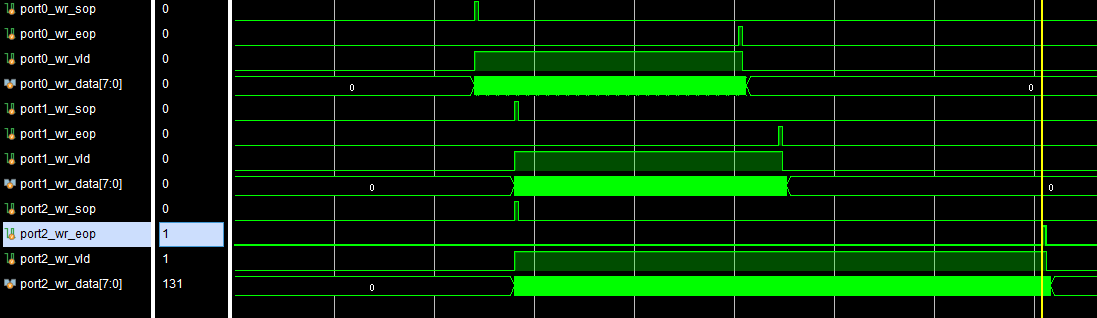 port0_wr_sop 0
port0_wr_eop 0
port0_wr_vld 0
port0_wr_data[7:0] 0 0 0
port1_wr_sop 0
port1_wr_eop 0
port1_wr_vld 0
port1_wr_data[7:0] 0 0 0
port2_wr_sop 0
port2_wr_eop 1
port2_wr_vld 1
port2_wr_data[7:0] 131 0